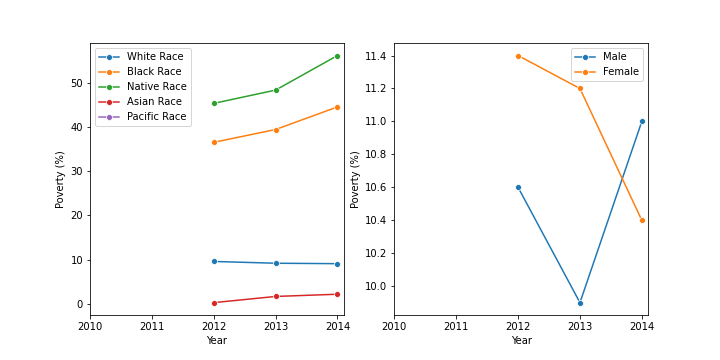 White Race
Black Race
Native Race
Asian Race
Pacific Race
Poverty (%)
50
40
30
20
10
0
2010 2011 2012 2013 2014
Year
Male
Female
Poverty (%)
11.4
11.2
11.0
10.8
10.6
10.4
10.2
10.0
2010 2011 2012 2013 2014
Year